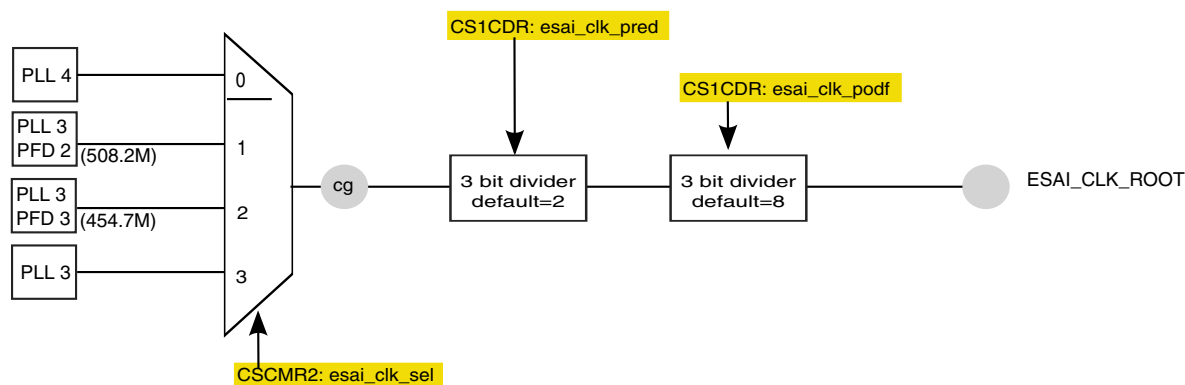 CS1CDR: esai_clk_pred
CS1CDR: esai_clk_podf
PLL 4
0
PLL 3
PFD 2
(508.2M)
1
PLL 3
PFD 3
(454.7M)
2
PLL 3
3
cg
3 bit divider
default=2
3 bit divider
default=8
ESAI_CLK_ROOT
CSCMR2: esai_clk_sel